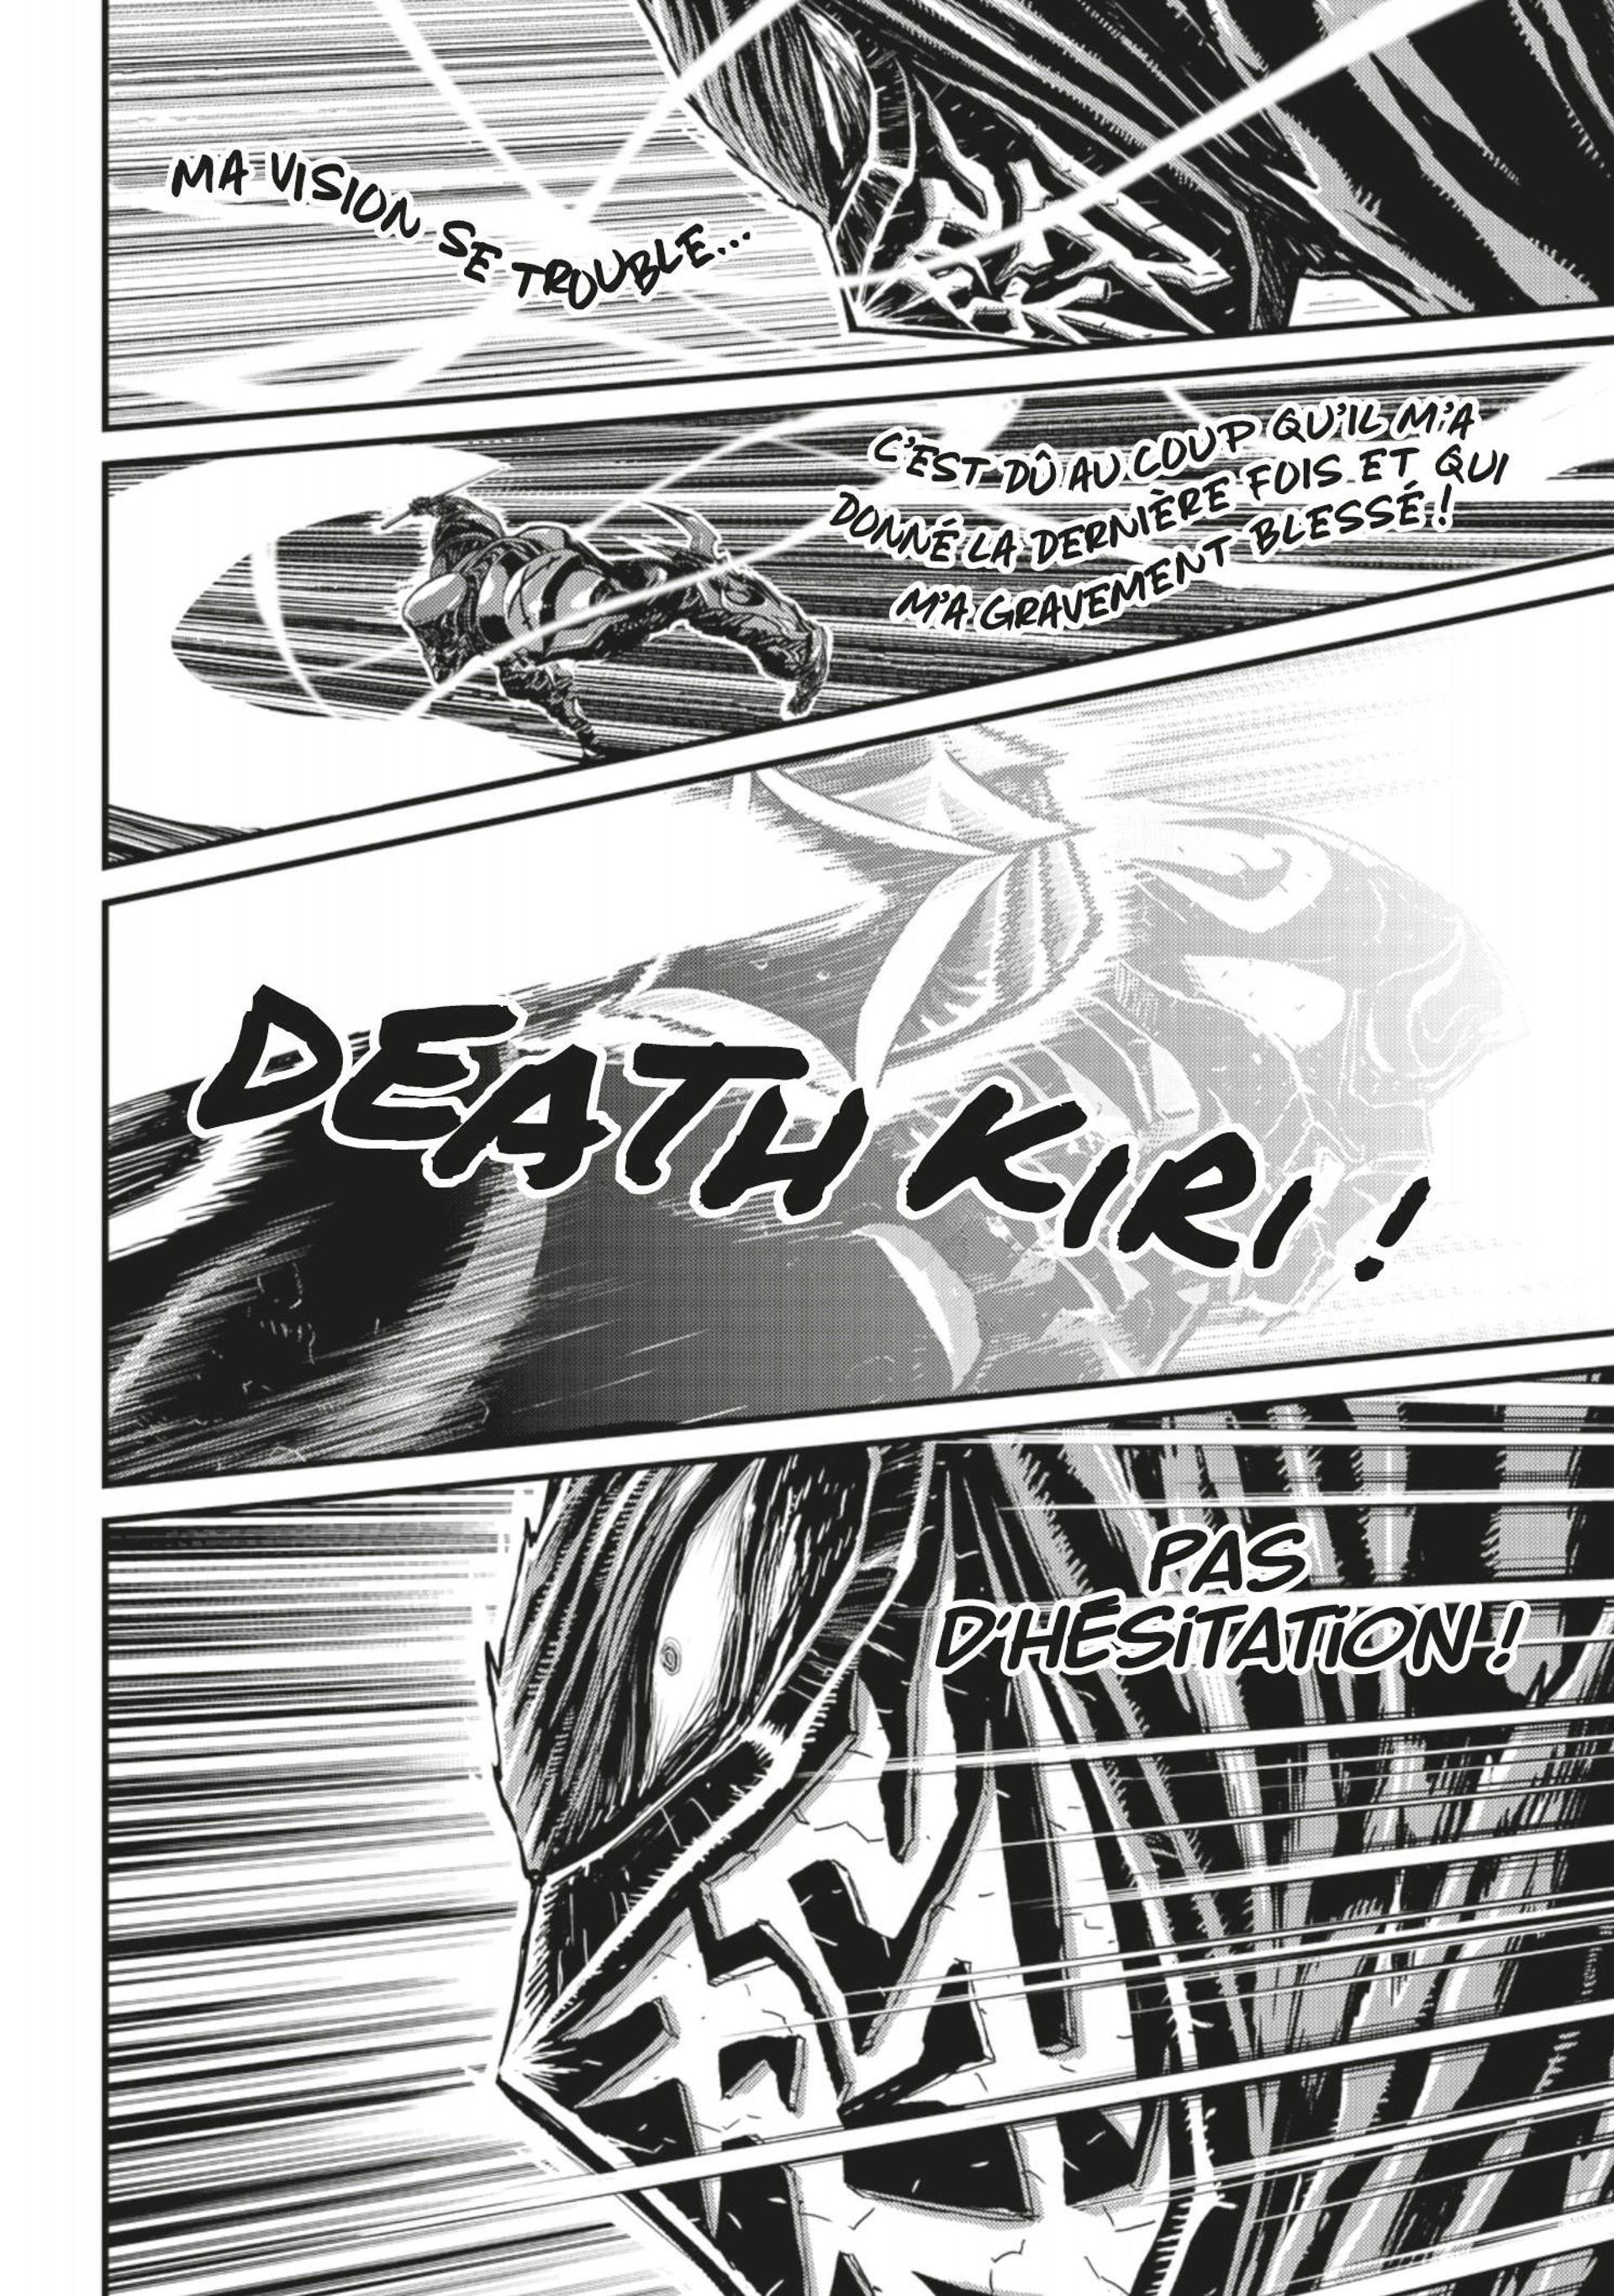 MA VISION SE TROUBLE...
C'EST DÛ AU COUP QU'IL M'A
DONNÉ LA DERNIÈRE FOIS ET QUI
M'A GRAVEMENT BLESSÉ !
DEATH KIRI !
PAS
D'HÉSITATION !